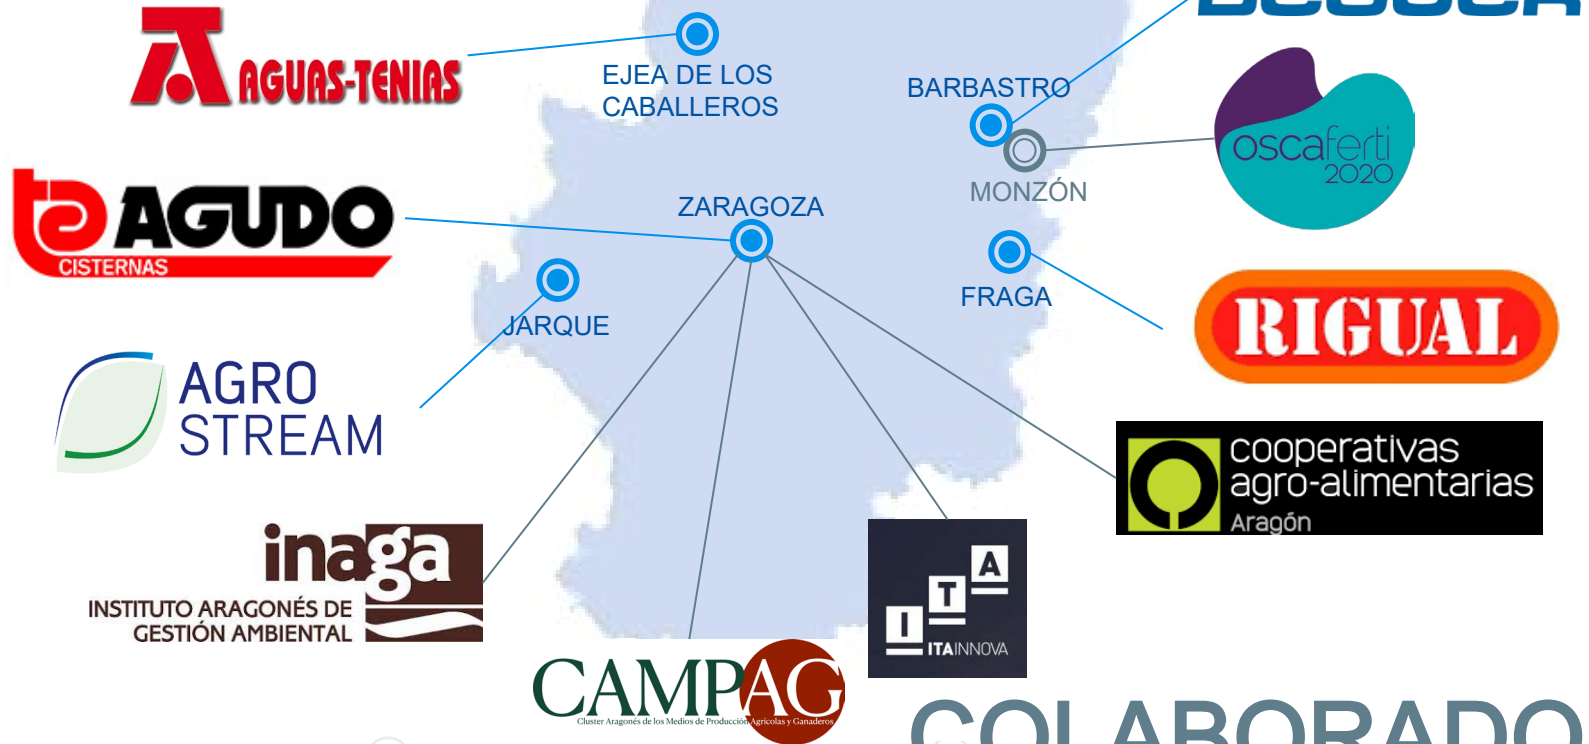 AGUAS-TENIAS
EJEA DE LOS
CABALLEROS
BARBASTRO
oscaferti
2020
MONZÓN
AGUDO
CISTERNAS
ZARAGOZA
JARQUE
FRAGA
RIGUAL
AGRO
STREAM
cooperativas
agro-alimentarias
Aragón
inaga
INSTITUTO ARAGONÉS DE
GESTIÓN AMBIENTAL
I T A
ITAINNOVA
CAMPAG
Cluster Aragonés de los Medios de Producción Agrícolas y Ganaderos
COLABORADO